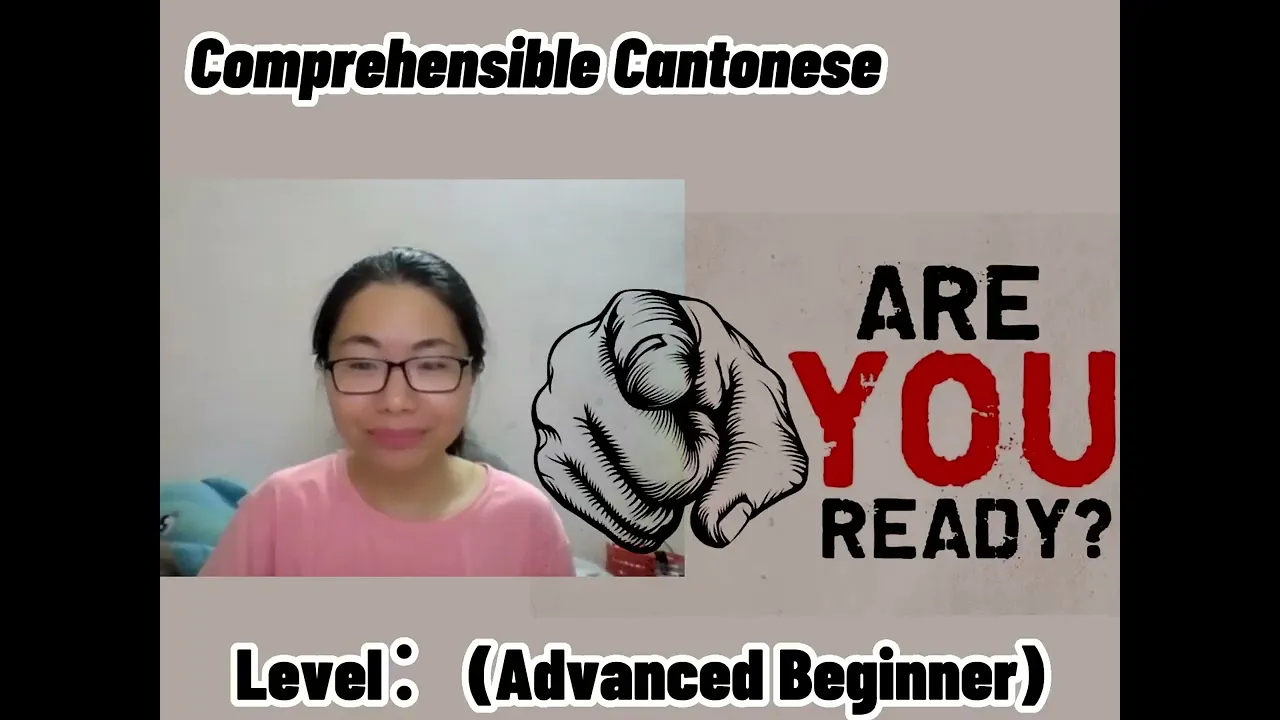 Comprehensible Cantonese
ARE
YOU
READY?
Level：（Advanced Beginner）